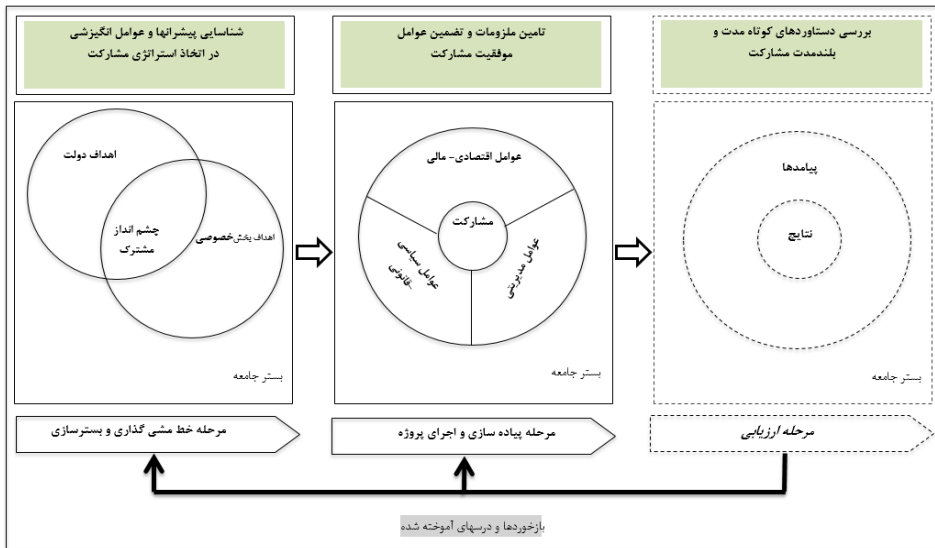 شناسایی پیشرانها و عوامل انگیزشی
در اتخاذ استراتژی مشارکت
تامین ملزومات و تضمین عوامل
موفقیت مشارکت
بررسی دستاوردهای کوتاه مدت و
بلندمدت مشارکت
اهداف دولت
چشم انداز
مشترک
اهداف بخش خصوصی
بستر جامعه
عوامل اقتصادی- مالی
مشارکت
عوامل سیاسی
-قانونی
عوامل مدیریتی
بستر جامعه
پیامدها
نتایج
بستر جامعه
مرحله خط مشی گذاری و بسترسازی
مرحله پیاده سازی و اجرای پروژه
مرحله ارزیابی
بازخوردها و درسهای آموخته شده